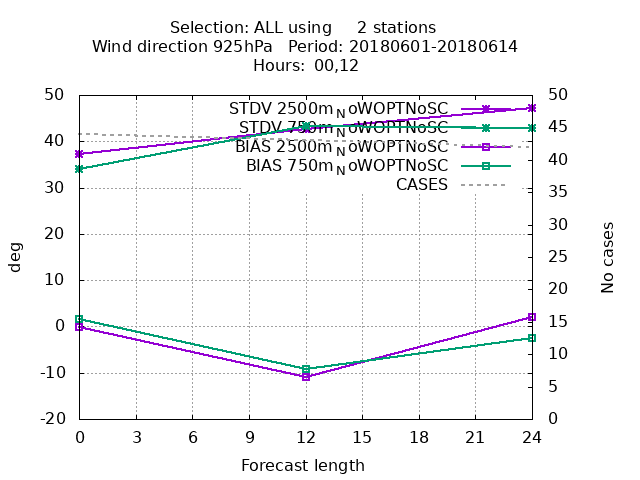 Selection: ALL using 2 stations
Wind direction 925hPa Period: 20180601-20180614
Hours: 00,12
STDV 2500m_NoWOPTNoSC
STDV 750m_NoWOPTNoSC
BIAS 2500m_NoWOPTNoSC
BIAS 750m_NoWOPTNoSC
CASES
50
40
30
20
10
0
-10
-20
deg
50
45
40
35
30
25
20
15
10
5
0
No cases
0 3 6 9 12 15 18 21 24
Forecast length